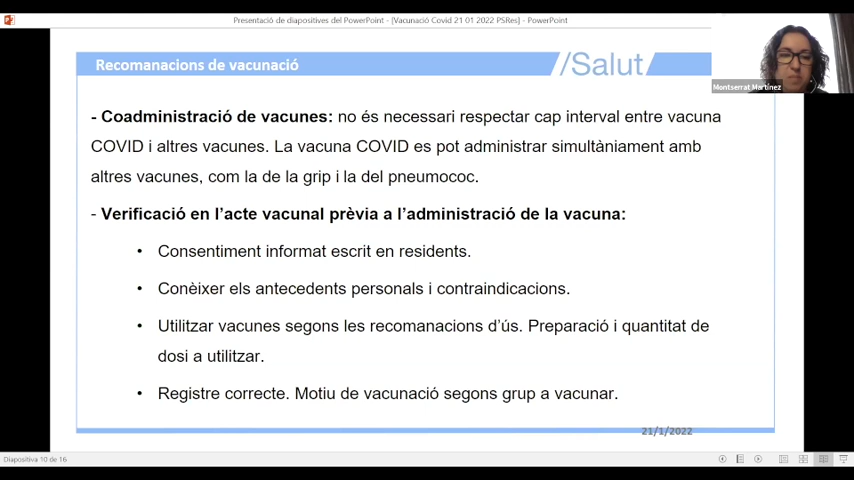 Presentació de diapositives del PowerPoint - [Vacunació Covid 21 01 2022 PSRes] - PowerPoint
Recomanacions de vacunació
/Salut/
Montserrat Martínez
- Coadministració de vacunes: no és necessari respectar cap interval entre vacuna
COVID i altres vacunes. La vacuna COVID es pot administrar simultàniament amb
altres vacunes, com la de la grip i la del pneumococ.
- Verificació en l'acte vacunal prèvia a l'administració de la vacuna:
• Consentiment informat escrit en residents.
• Conèixer els antecedents personals i contraindicacions.
• Utilitzar vacunes segons les recomanacions d'ús. Preparació i quantitat de
dosi a utilitzar.
• Registre correcte. Motiu de vacunació segons grup a vacunar.
21/1/2022
Diapositiva 10 de 16